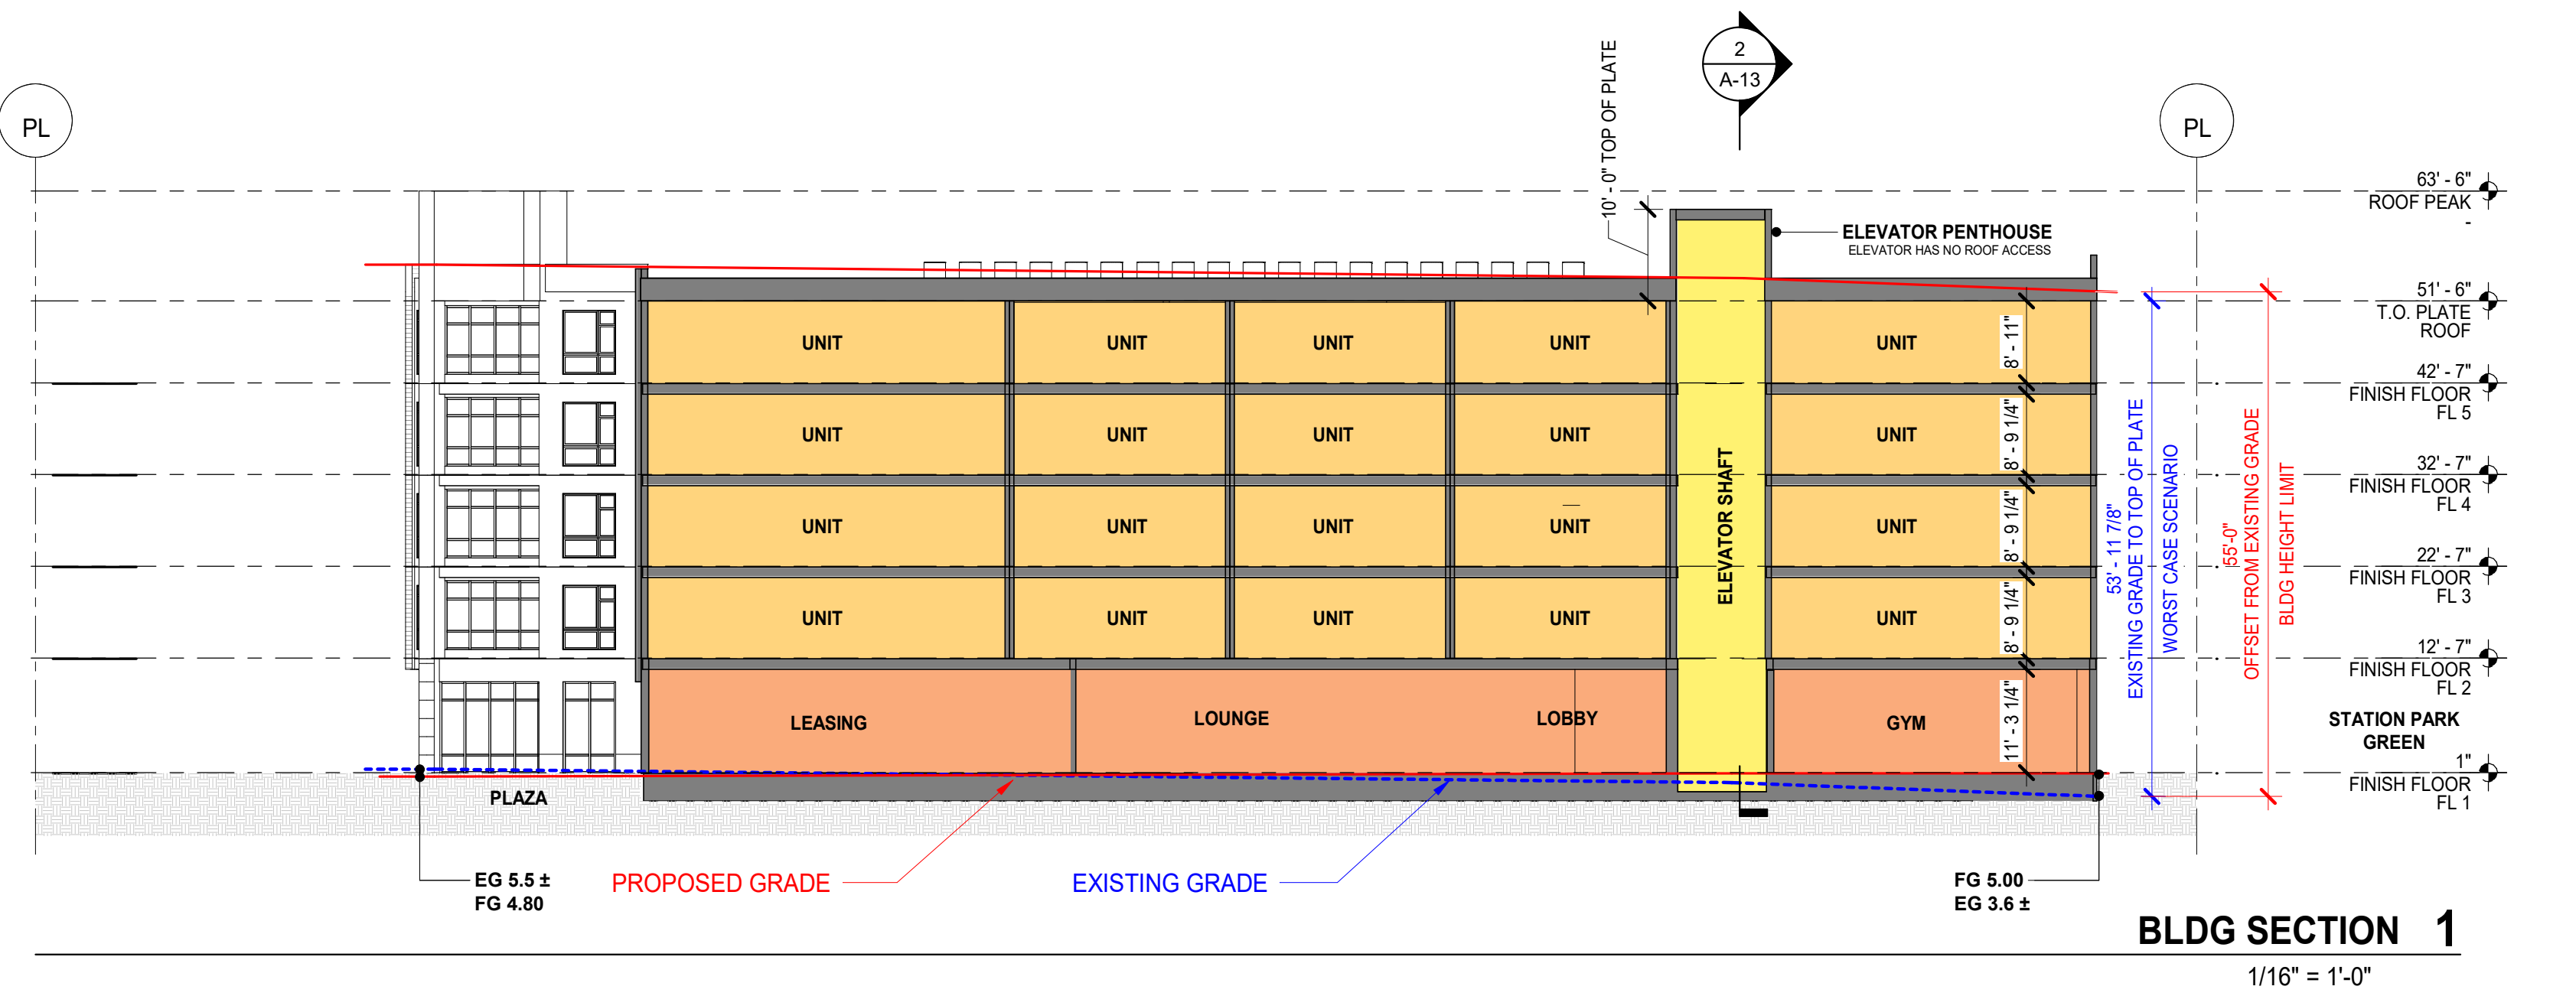 2
A-13
PL
PL
10' - 0" TOP OF PLATE
63' - 6"
ROOF PEAK
-
ELEVATOR PENTHOUSE
ELEVATOR HAS NO ROOF ACCESS
51' - 6"
T.O. PLATE
ROOF
UNIT UNIT UNIT UNIT UNIT
8' - 11"
42' - 7"
FINISH FLOOR
FL 5
UNIT UNIT UNIT UNIT UNIT
8' - 9 1/4"
32' - 7"
FINISH FLOOR
FL 4
UNIT UNIT UNIT UNIT UNIT
8' - 9 1/4"
22' - 7"
FINISH FLOOR
FL 3
UNIT UNIT UNIT UNIT UNIT
8' - 9 1/4"
12' - 7"
FINISH FLOOR
FL 2
ELEVATOR SHAFT
53' - 11 7/8"
EXISTING GRADE TO TOP OF PLATE
WORST CASE SCENARIO
55'-0"
OFFSET FROM EXISTING GRADE
BLDG HEIGHT LIMIT
LEASING LOUNGE LOBBY GYM
11' - 3 1/4"
STATION PARK
GREEN
1"
FINISH FLOOR
FL 1
PLAZA
EG 5.5 ±
FG 4.80
PROPOSED GRADE
EXISTING GRADE
FG 5.00
EG 3.6 ±
BLDG SECTION 1
1/16" = 1'-0"